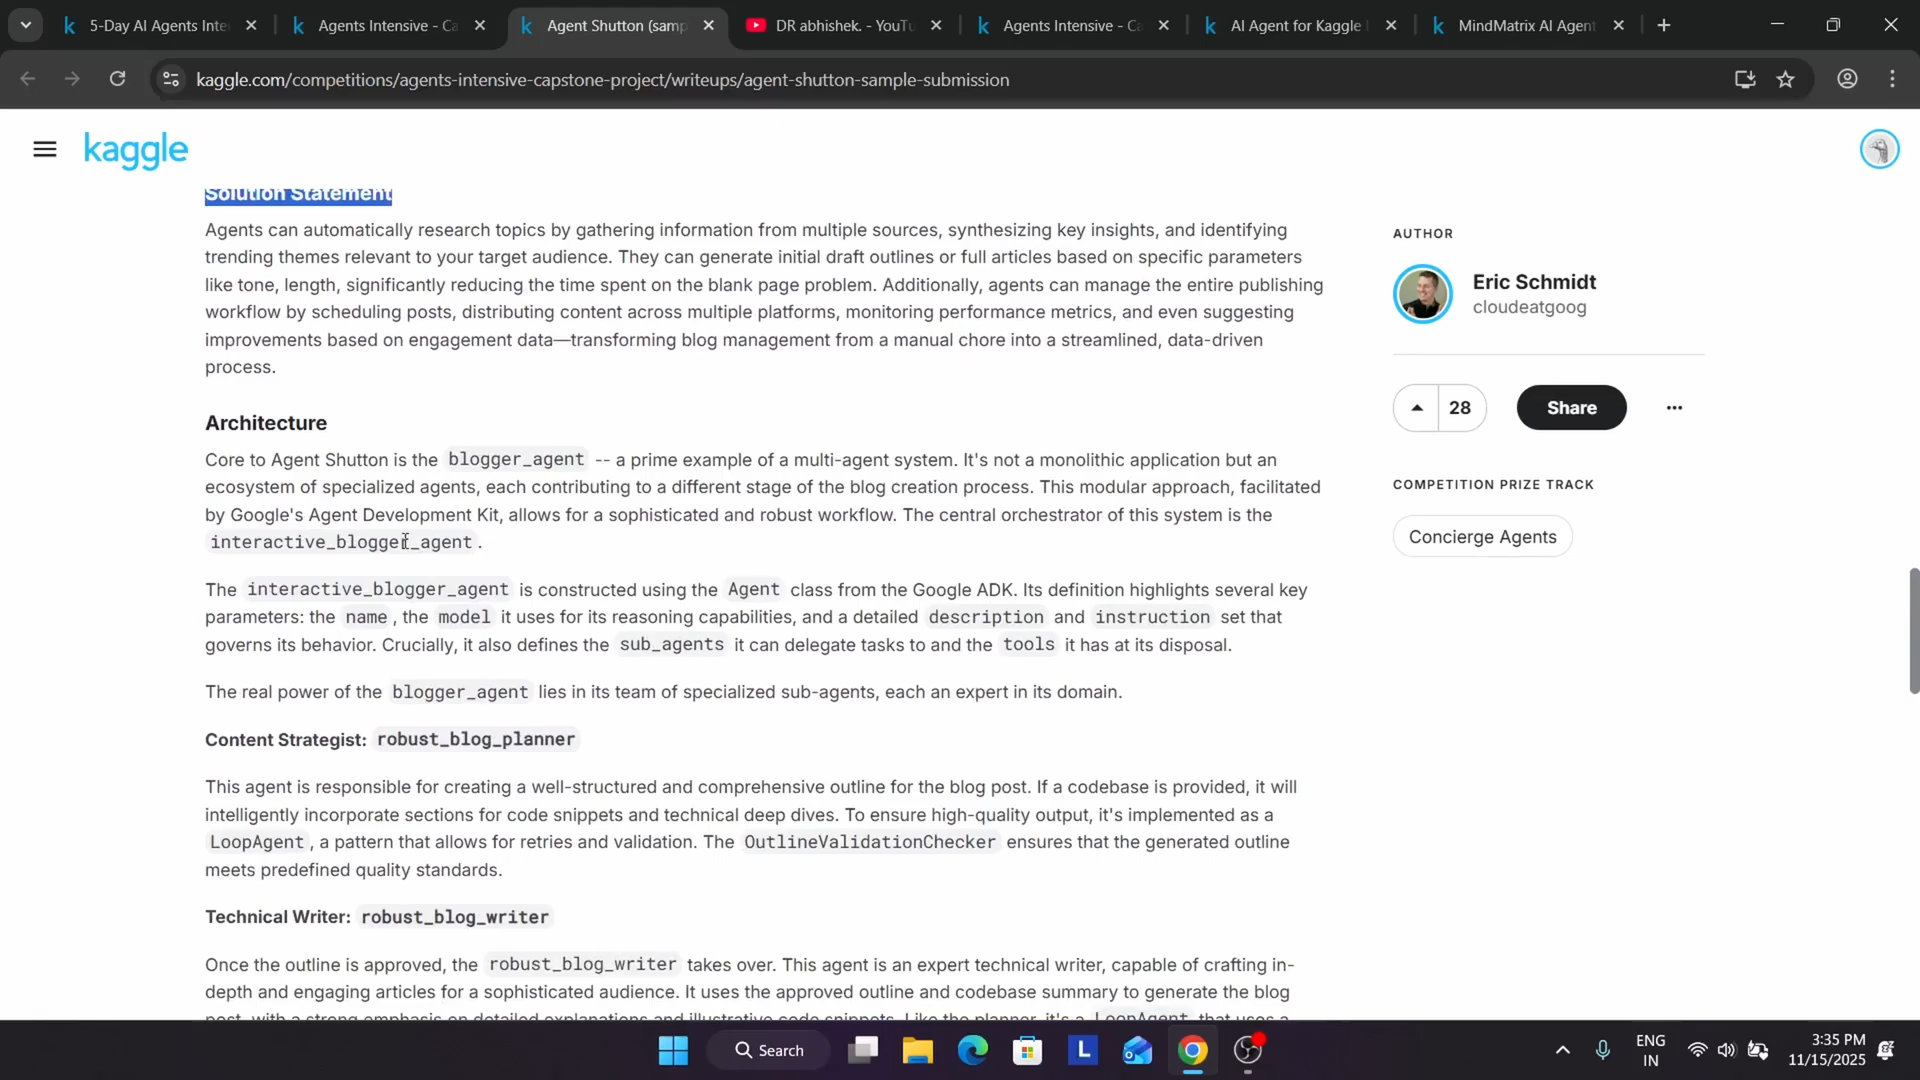 5-Day AI Agents Inte
Agents Intensive - Ca
Agent Shutton (samp
DR abhishek. - YouTu
Agents Intensive - Ca
AI Agent for Kaggle
MindMatrix AI Agen
kaggle.com/competitions/agents-intensive-capstone-project/writeups/agent-shutton-sample-submission
kaggle
Solution Statement
Agents can automatically research topics by gathering information from multiple sources, synthesizing key insights, and identifying
trending themes relevant to your target audience. They can generate initial draft outlines or full articles based on specific parameters
like tone, length, significantly reducing the time spent on the blank page problem. Additionally, agents can manage the entire publishing
workflow by scheduling posts, distributing content across multiple platforms, monitoring performance metrics, and even suggesting
improvements based on engagement data—transforming blog management from a manual chore into a streamlined, data-driven
process.
Architecture
Core to Agent Shutton is the blogger_agent -- a prime example of a multi-agent system. It's not a monolithic application but an
ecosystem of specialized agents, each contributing to a different stage of the blog creation process. This modular approach, facilitated
by Google's Agent Development Kit, allows for a sophisticated and robust workflow. The central orchestrator of this system is the
interactive_blogger_agent.
The interactive_blogger_agent is constructed using the Agent class from the Google ADK. Its definition highlights several key
parameters: the name, the model it uses for its reasoning capabilities, and a detailed description and instruction set that
governs its behavior. Crucially, it also defines the sub_agents it can delegate tasks to and the tools it has at its disposal.
The real power of the blogger_agent lies in its team of specialized sub-agents, each an expert in its domain.
Content Strategist: robust_blog_planner
This agent is responsible for creating a well-structured and comprehensive outline for the blog post. If a codebase is provided, it will
intelligently incorporate sections for code snippets and technical deep dives. To ensure high-quality output, it's implemented as a
LoopAgent, a pattern that allows for retries and validation. The OutlineValidationChecker ensures that the generated outline
meets predefined quality standards.
Technical Writer: robust_blog_writer
Once the outline is approved, the robust_blog_writer takes over. This agent is an expert technical writer, capable of crafting in-
depth and engaging articles for a sophisticated audience. It uses the approved outline and codebase summary to generate the blog
post, with a strong emphasis on detailed explanations and illustrative code snippets. Like the planner, it's a LoopAgent that uses a
AUTHOR
Eric Schmidt
cloudeatgoog
28
Share
COMPETITION PRIZE TRACK
Concierge Agents
Search
L
ENG
IN
3:35 PM
11/15/2025